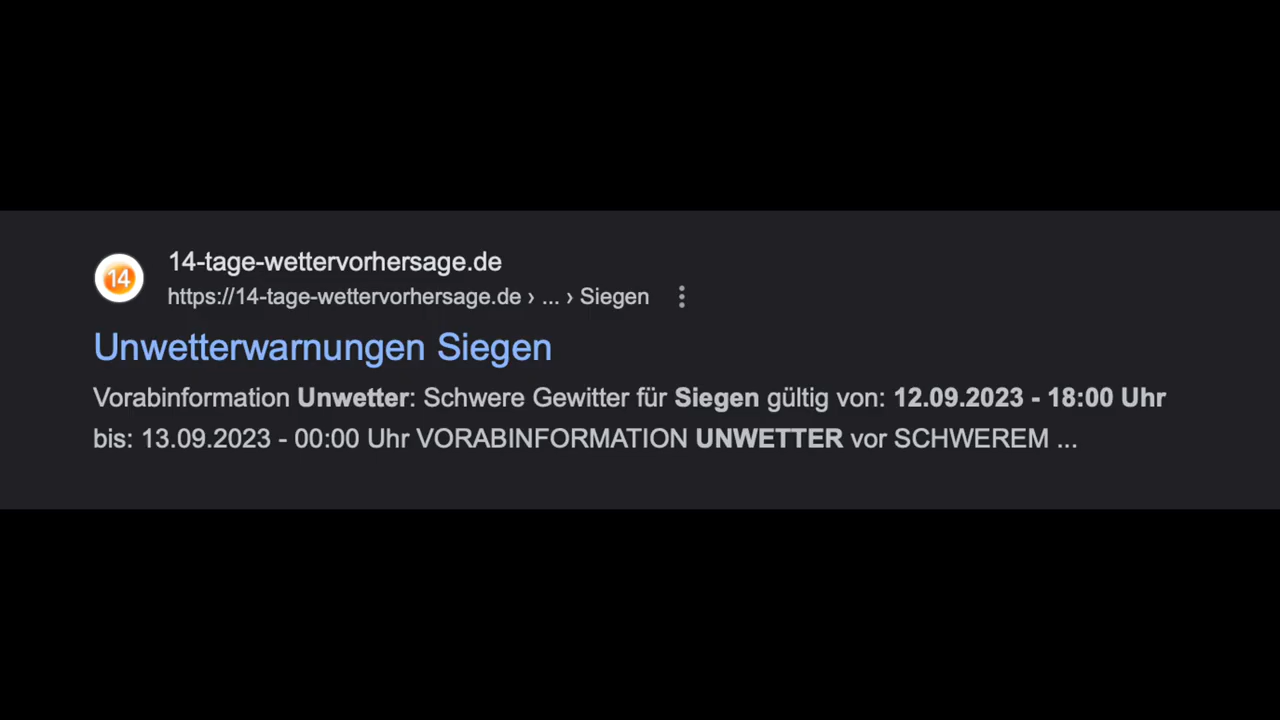 14
14-tage-wettervorhersage.de
https://14-tage-wettervorhersage.de › ... › Siegen
Unwetterwarnungen Siegen
Vorabinformation Unwetter: Schwere Gewitter für Siegen gültig von: 12.09.2023 - 18:00 Uhr
bis: 13.09.2023 - 00:00 Uhr VORABINFORMATION UNWETTER vor SCHWEREM ...